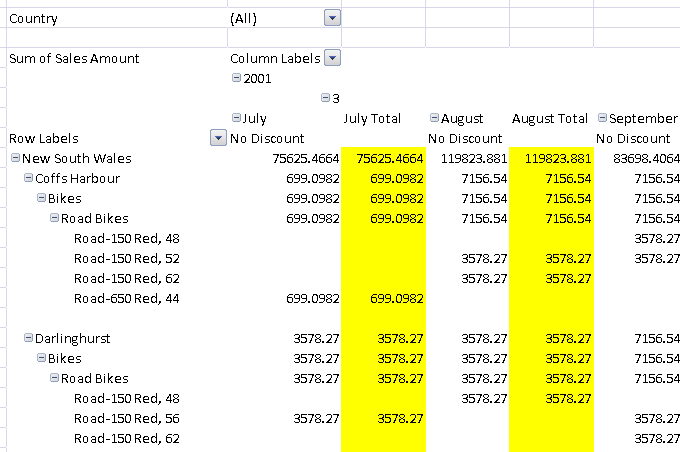 Country (All)
Sum of Sales Amount Column Labels
2001
3
July July Total August August Total September
Row Labels No Discount No Discount No Discount
New South Wales 75625.4664 75625.4664 119823.881 119823.881 83698.4064
Coffs Harbour 699.0982 699.0982 7156.54 7156.54 7156.54
Bikes 699.0982 699.0982 7156.54 7156.54 7156.54
Road Bikes 699.0982 699.0982 7156.54 7156.54 7156.54
Road-150 Red, 48 3578.27
Road-150 Red, 52 3578.27 3578.27 3578.27
Road-150 Red, 62 3578.27 3578.27
Road-650 Red, 44 699.0982 699.0982
Darlinghurst 3578.27 3578.27 3578.27 3578.27 7156.54
Bikes 3578.27 3578.27 3578.27 3578.27 7156.54
Road Bikes 3578.27 3578.27 3578.27 3578.27 7156.54
Road-150 Red, 48 3578.27 3578.27
Road-150 Red, 56 3578.27 3578.27 3578.27
Road-150 Red, 62 3578.27